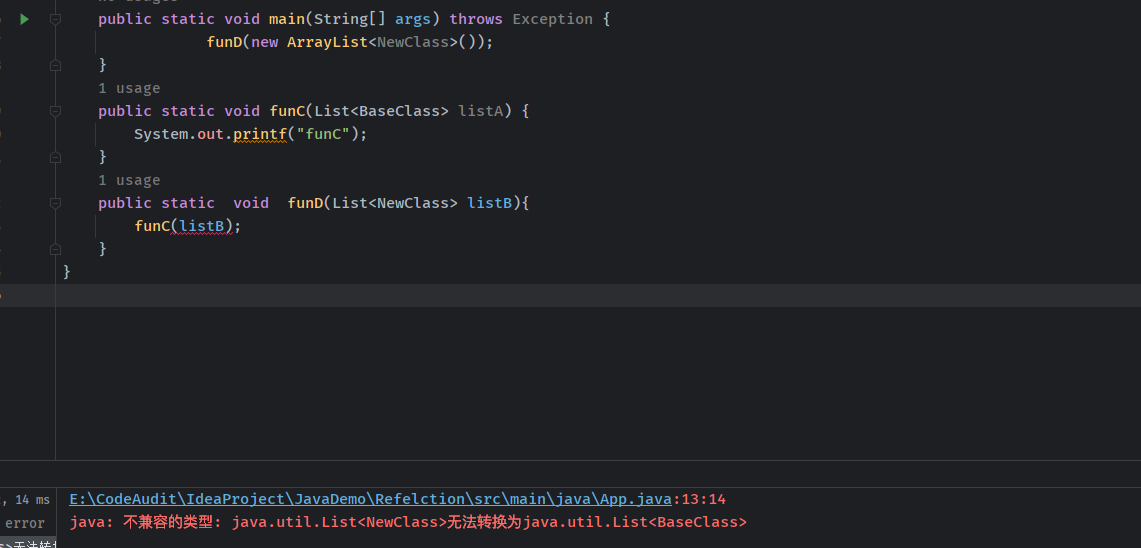 public static void main(String[] args) throws Exception {
funD(new ArrayList<NewClass>());
}
1 usage
public static void funC(List<BaseClass> listA) {
System.out.printf("funC");
}
1 usage
public static  void  funD(List<NewClass> listB){
funC(listB);
}
}
, 14 ms
E:\CodeAudit\IdeaProject\JavaDemo\Refelction\src\main\java\App.java:13:14
error
java: 不兼容的类型: java.util.List<NewClass>无法转换为java.util.List<BaseClass>